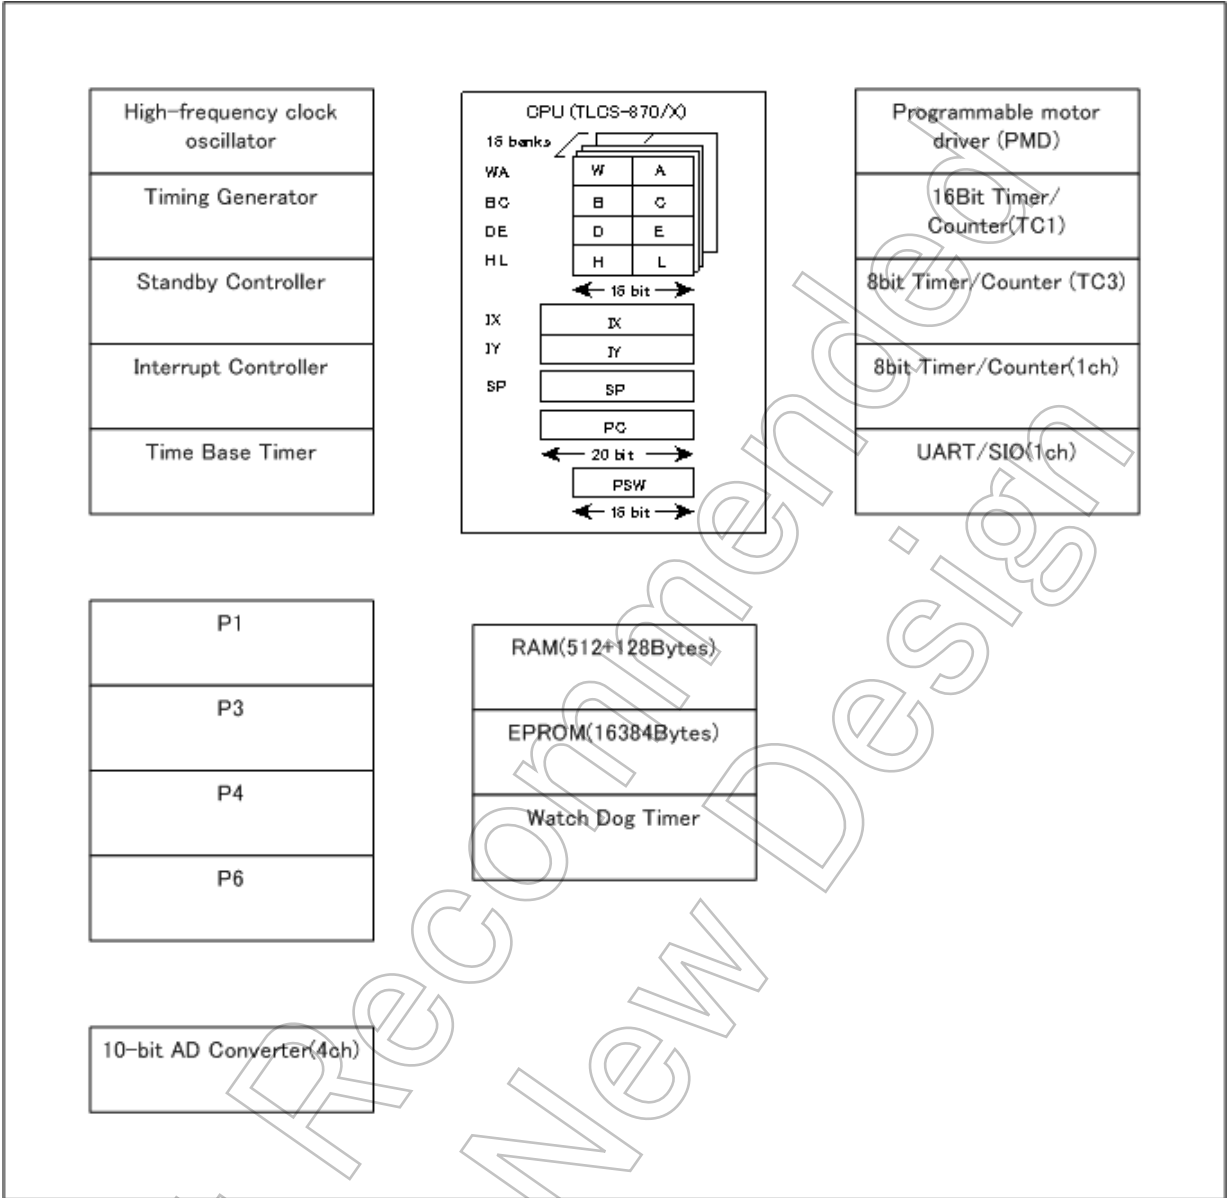 High-frequency clock
oscillator
Timing Generator
Standby Controller
Interrupt Controller
Time Base Timer
CPU (TLCS-870/X)
16 banks
WA
W
A
BC
B
C
DE
D
E
HL
H
L
16 bit
IX
IX
IY
IY
SP
SP
PC
20 bit
PSW
16 bit
Programmable motor
driver (PMD)
16Bit Timer/
Counter(TC1)
8bit Timer/Counter (TC3)
8bit Timer/Counter(1ch)
UART/SIO(1ch)
P1
P3
P4
P6
RAM(512+128Bytes)
EPROM(16384Bytes)
Watch Dog Timer
10-bit AD Converter(4ch)
Recommended
New Design